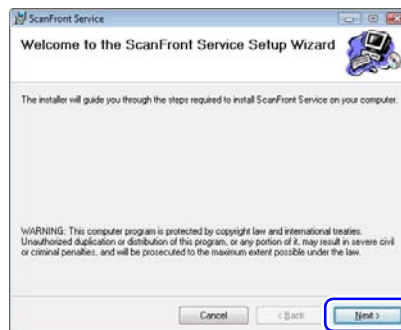 ScanFront Service
Welcome to the ScanFront Service Setup Wizard
The installer will guide you through the steps required to install ScanFront Service on your computer.
WARNING: This computer program is protected by copyright law and international treaties.
Unauthorized duplication or distribution of this program, or any portion of it, may result in severe civil
or criminal penalties, and will be prosecuted to the maximum extent possible under the law.
Cancel
< Back
Next >